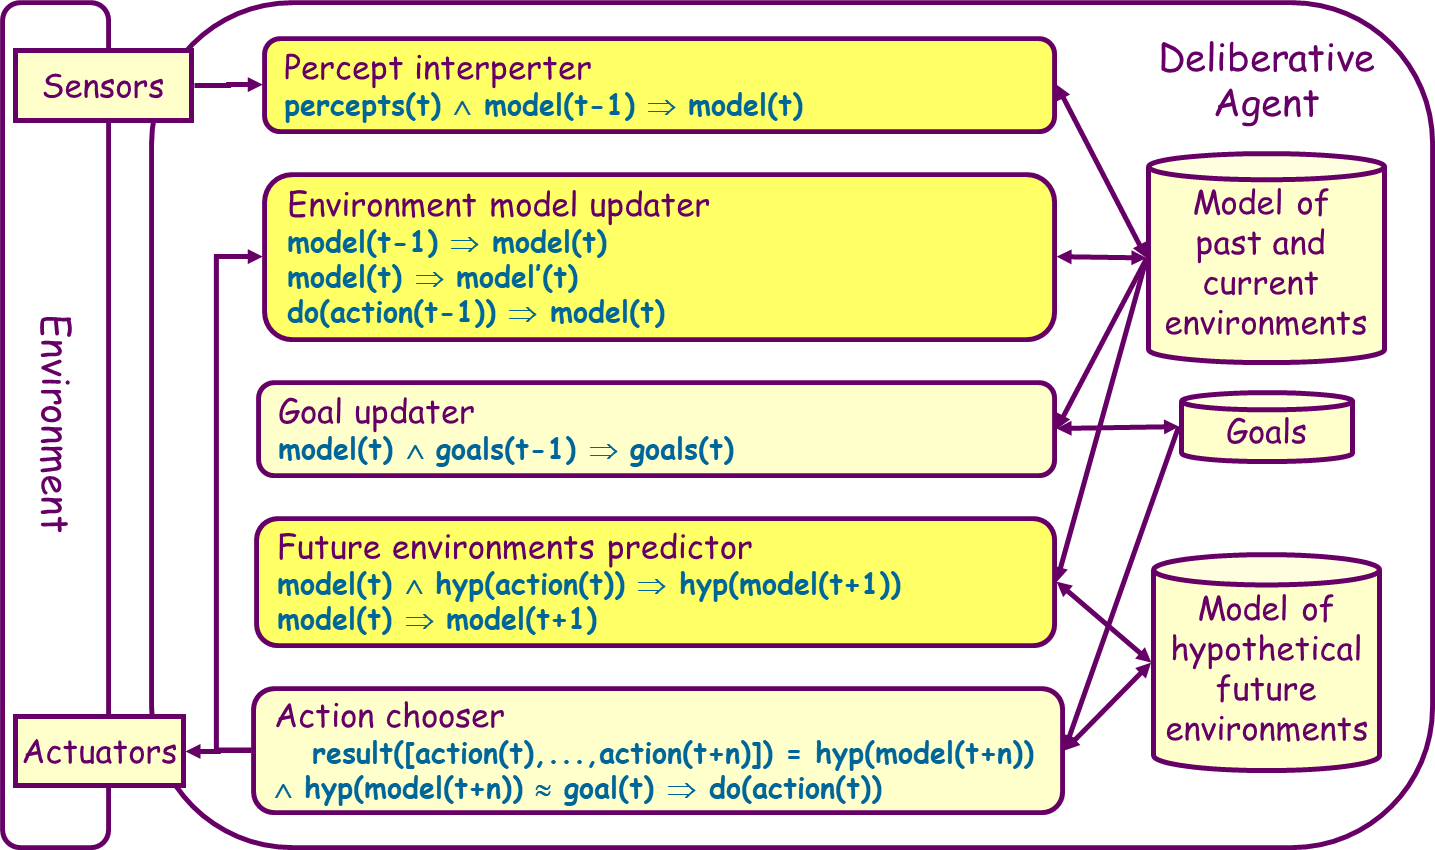 Sensors
Percept interperter
percepts(t) ∧ model(t-1) ⇒ model(t)
Deliberative
Agent
Environment model updater
model(t-1) ⇒ model(t)
model(t) ⇒ model’(t)
do(action(t-1)) ⇒ model(t)
Model of
past and
current
environments
Environment
Goal updater
model(t) ∧ goals(t-1) ⇒ goals(t)
Goals
Future environments predictor
model(t) ∧ hyp(action(t)) ⇒ hyp(model(t+1))
model(t) ⇒ model(t+1)
Model of
hypothetical
future
environments
Actuators
Action chooser
result([action(t),...,action(t+n)]) = hyp(model(t+n))
∧ hyp(model(t+n)) ≈ goal(t) ⇒ do(action(t))